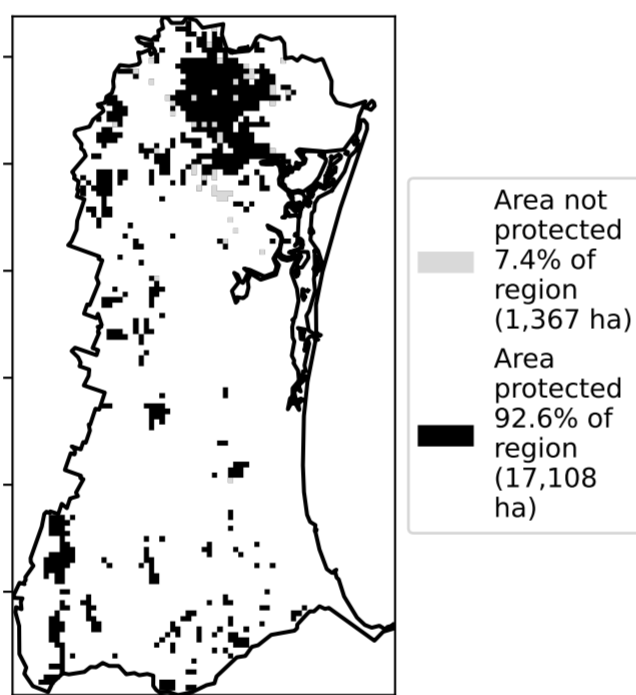 Area not
protected
7.4% of
region
(1,367 ha)
Area
protected
92.6% of
region
(17,108
ha)